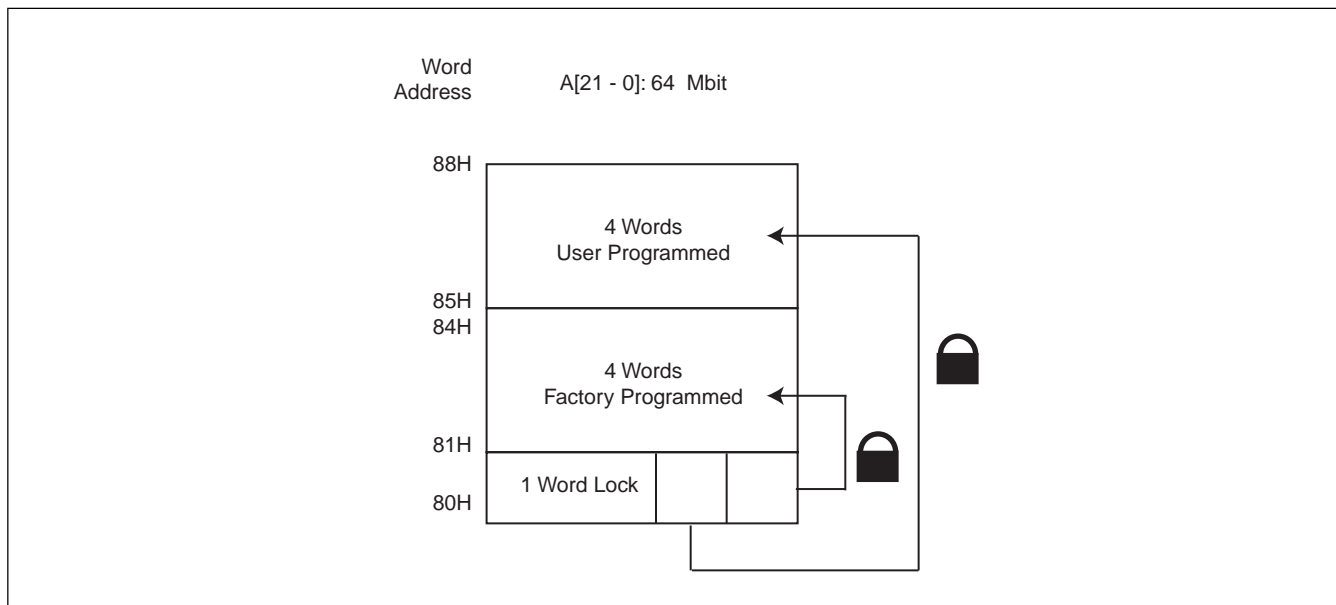 Word
Address
A[21 - 0]: 64 Mbit
88H
4 Words
User Programmed
85H
84H
4 Words
Factory Programmed
81H
1 Word Lock
80H